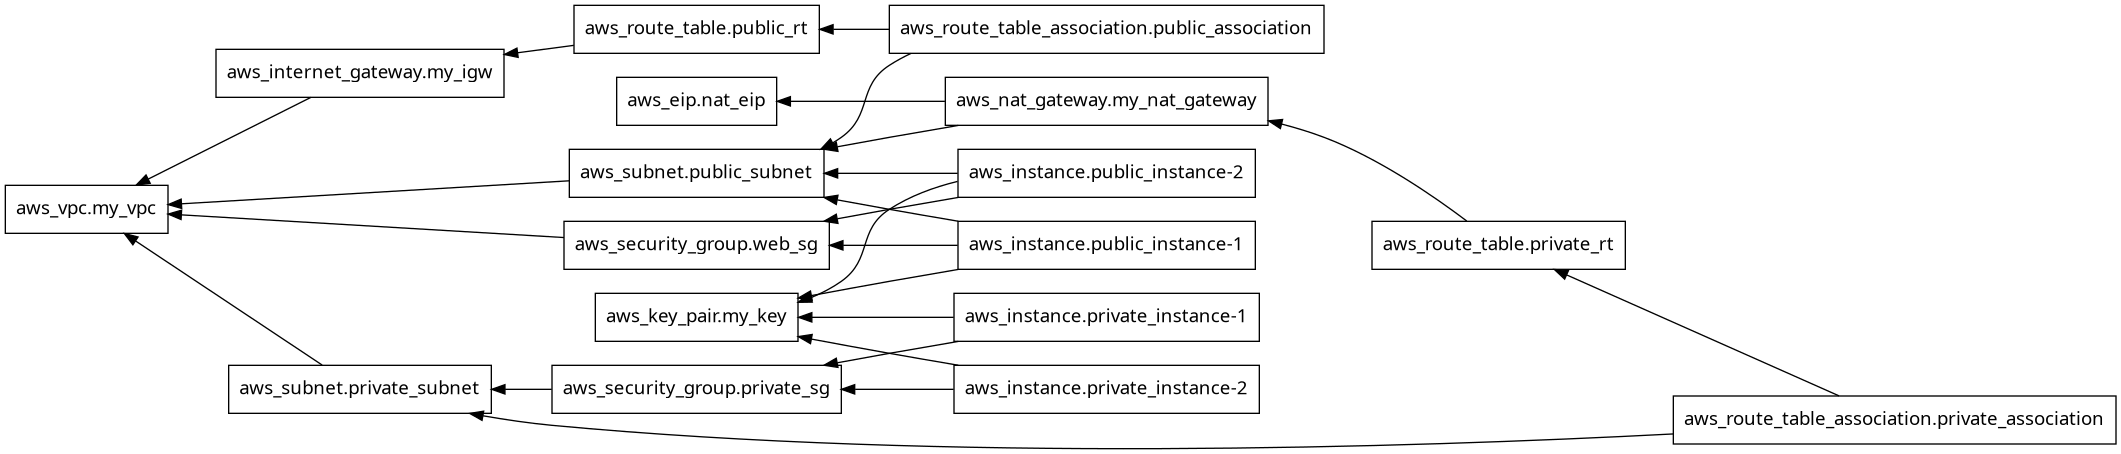 aws_route_table.public_rt
aws_route_table_association.public_association
aws_internet_gateway.my_igw
aws_eip.nat_eip
aws_nat_gateway.my_nat_gateway
aws_subnet.public_subnet
aws_instance.public_instance-2
aws_vpc.my_vpc
aws_security_group.web_sg
aws_instance.public_instance-1
aws_route_table.private_rt
aws_key_pair.my_key
aws_instance.private_instance-1
aws_subnet.private_subnet
aws_security_group.private_sg
aws_instance.private_instance-2
aws_route_table_association.private_association